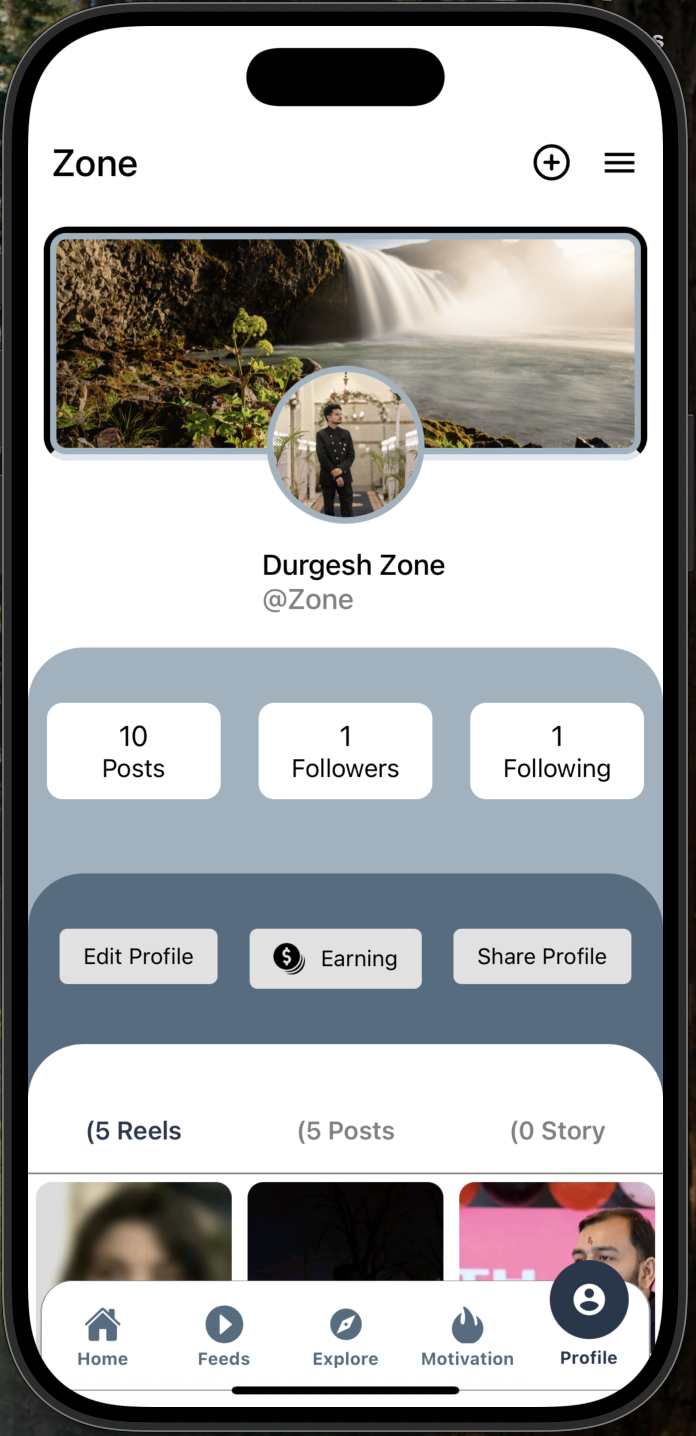 s
Zone
Durgesh Zone
@Zone
10
Posts
1
Followers
1
Following
Edit Profile
Earning
Share Profile
(5 Reels
(5 Posts
(0 Story
TH
Home
Feeds
Explore
Motivation
Profile